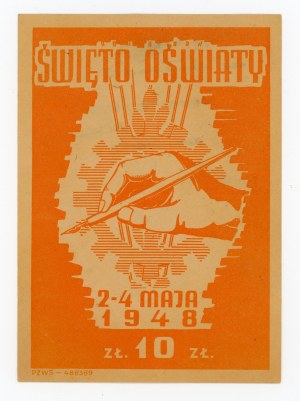 ŚWIĘTO OŚWIATY
2-4 MAJA
1948
ZŁ. 10 ZŁ.